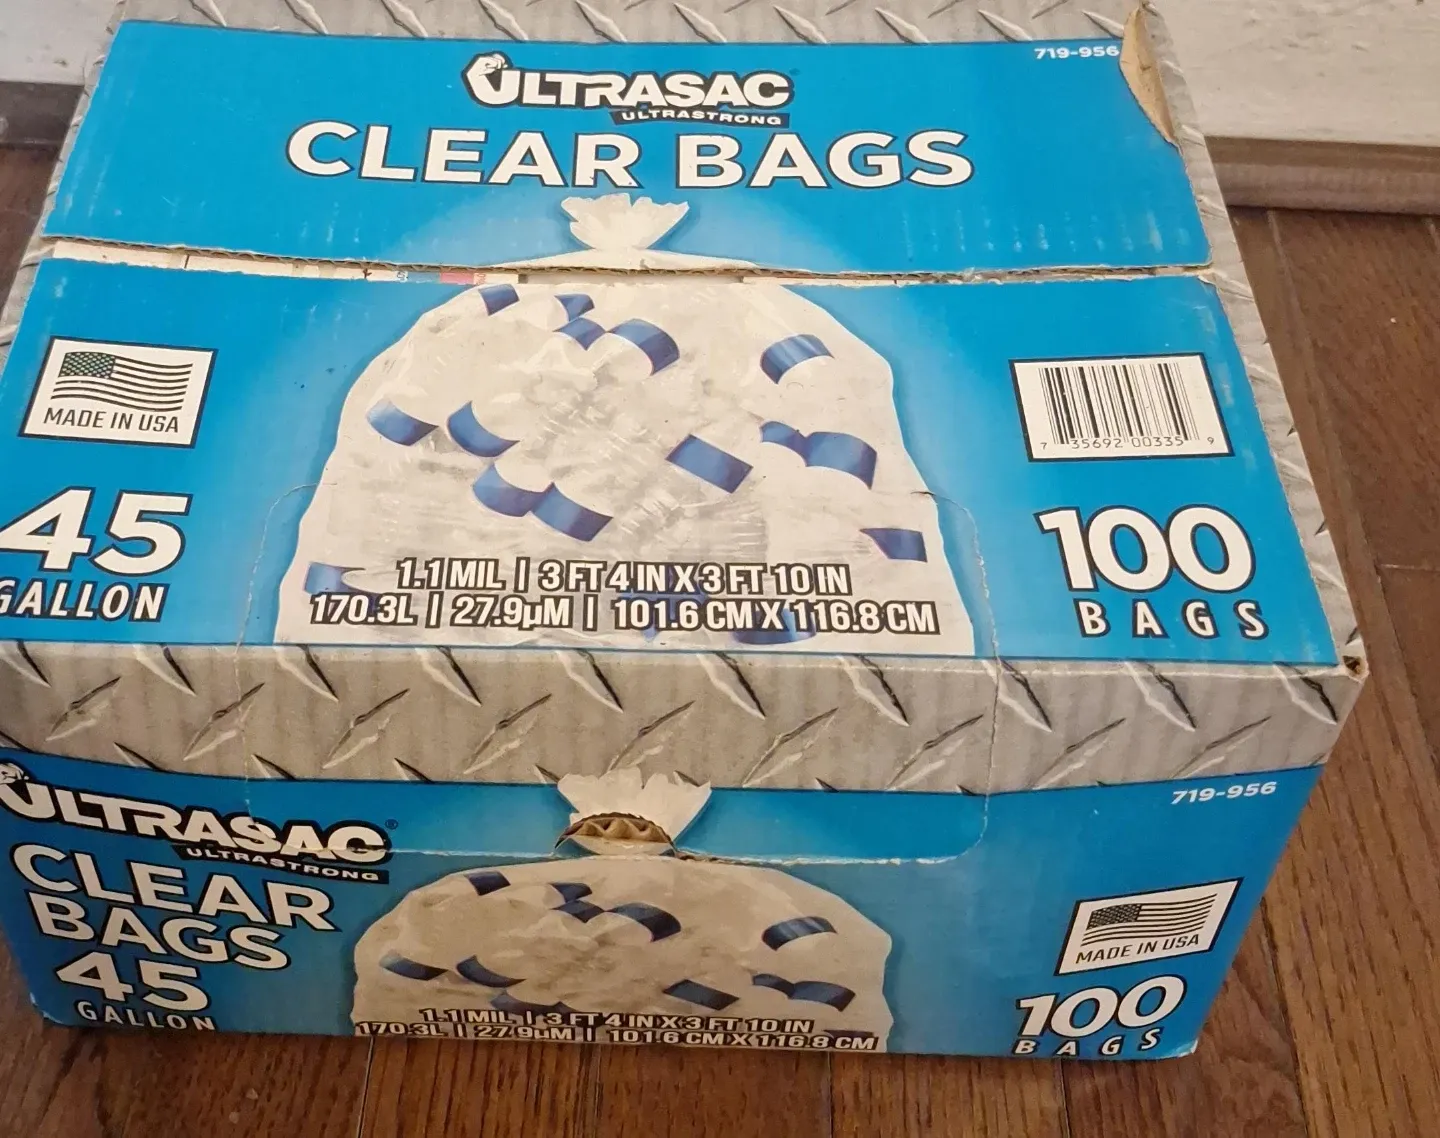 719-956
ULTRASAC
ULTRASTRONG
CLEAR BAGS
MADE IN USA
7 35692 00335 9
45
GALLON
100
BAGS
1.1 MIL | 3 FT 4 IN X 3 FT 10 IN
170.3L | 27.9µM | 101.6 CM X 116.8 CM
719-956
ULTRASAC®
ULTRASTRONG
CLEAR
BAGS
45
GALLON
MADE IN USA
100
BAGS
1.1 MIL | 3 FT 4 IN X 3 FT 10 IN
170.3L | 27.9µM | 101.6 CM X 116.8 CM